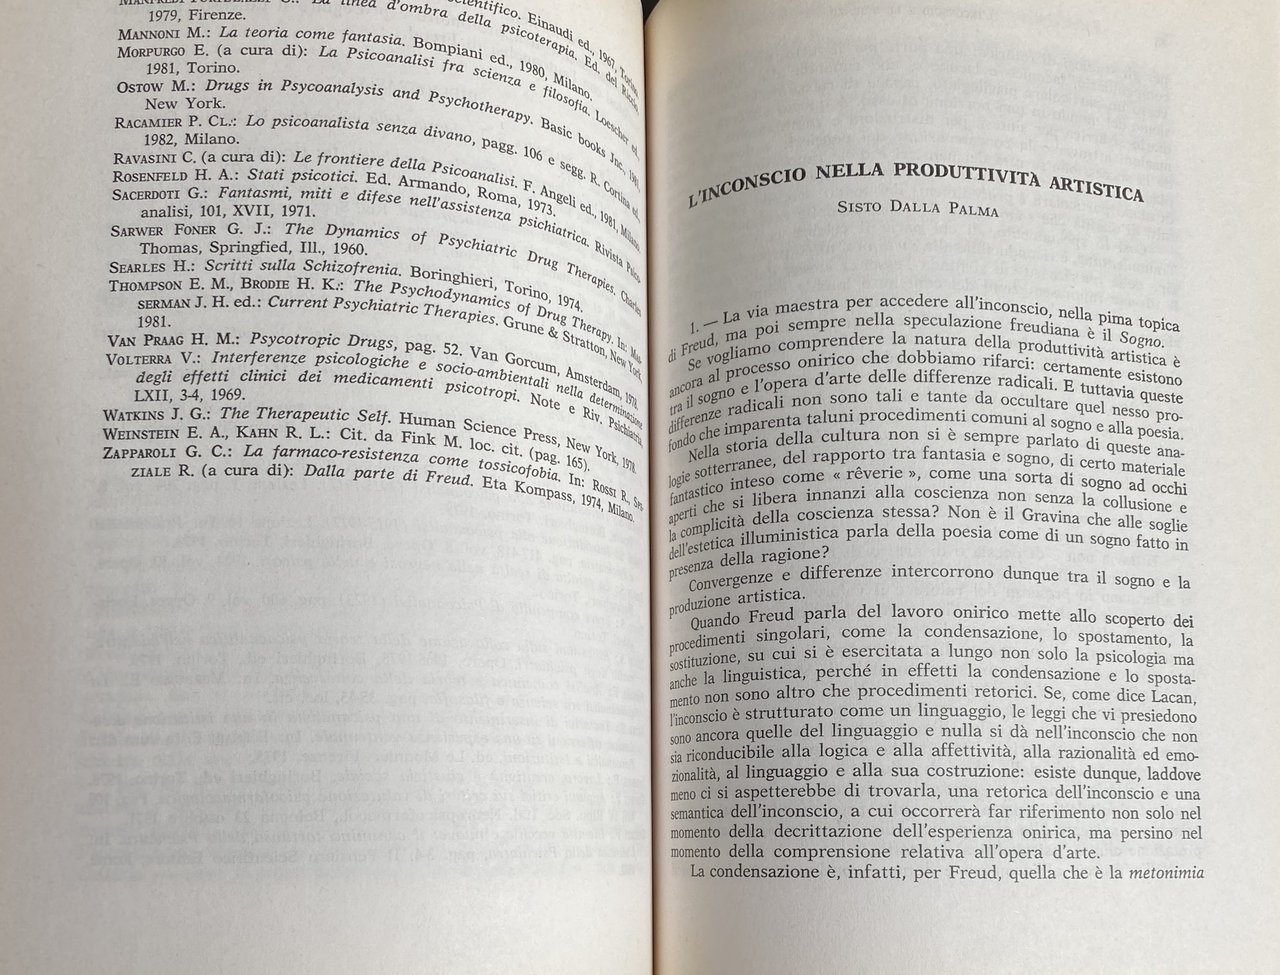 La linea d'ombra della psicoterapia. Ed. del Riccio,
1979, Firenze.
MANNONI M.: La teoria come fantasia. Bompiani ed., 1980, Milano.
MORPURGO E. (a cura di): La Psicoanalisi fra scienza e filosofia. Loescher ed.,
1981, Torino.
OSTOW M.: Drugs in Psycoanalysis and Psychotherapy. Basic books Jnc.,
New York.
RACAMIER P. CL.: Lo psicoanalista senza divano, pagg. 106 e segg. R. Cortina ed.,
1982, Milano.
RAVASINI C. (a cura di): Le frontiere della Psicoanalisi. F. Angeli ed., 1981, Milano.
ROSENFELD H. A.: Stati psicotici. Ed. Armando, Roma, 1973.
SACERDOTI G.: Fantasmi, miti e difese nell'assistenza psichiatrica. Rivista Psico-
analisi, 101, XVII, 1971.
SARWER FONER G. J.: The Dynamics of Psychiatric Drug Therapies. Charles
Thomas, Springfied, Ill., 1960.
SEARLES H.: Scritti sulla Schizofrenia. Boringhieri, Torino, 1974.
THOMPSON E. M., BRODIE H. K.: The Psychodynamics of Drug Therapy. In: Mas-
SERMAN J. H. ed.: Current Psychiatric Therapies. Grune & Stratton, New York,
1981.
VAN PRAAG H. M.: Psycotropic Drugs, pag. 52. Van Gorcum, Amsterdam, 1978.
VOLTERRA V.: Interferenze psicologiche e socio-ambientali nella determinazione
degli effetti clinici dei medicamenti psicotropi. Note e Riv. Psichiatria,
LXII, 3-4, 1969.
WATKINS J. G.: The Therapeutic Self. Human Science Press, New York, 1978.
WEINSTEIN E. A., KAHN R. L.: Cit. da Fink M. loc. cit. (pag. 165).
ZAPPAROLI G. C.: La farmaco-resistenza come tossicofobia. In: ROSSI R., SPE-
ZIALE R. (a cura di): Dalla parte di Freud. Eta Kompass, 1974, Milano.
L'INCONSCIO NELLA PRODUTTIVITÀ ARTISTICA
SISTO DALLA PALMA
1. — La via maestra per accedere all'inconscio, nella pima topica
di Freud, ma poi sempre nella speculazione freudiana è il Sogno.
Se vogliamo comprendere la natura della produttività artistica è
ancora al processo onirico che dobbiamo rifarci: certamente esistono
tra il sogno e l'opera d'arte delle differenze radicali. E tuttavia queste
differenze radicali non sono tali e tante da occultare quel nesso pro-
fondo che imparenta taluni procedimenti comuni al sogno e alla poesia.
Nella storia della cultura non si è sempre parlato di queste ana-
logie sotterranee, del rapporto tra fantasia e sogno, di certo materiale
fantastico inteso come « rêverie », come una sorta di sogno ad occhi
aperti che si libera innanzi alla coscienza non senza la collusione e
la complicità della coscienza stessa? Non è il Gravina che alle soglie
dell'estetica illuministica parla della poesia come di un sogno fatto in
presenza della ragione?
Convergenze e differenze intercorrono dunque tra il sogno e la
produzione artistica.
Quando Freud parla del lavoro onirico mette allo scoperto dei
procedimenti singolari, come la condensazione, lo spostamento, la
sostituzione, su cui si è esercitata a lungo non solo la psicologia ma
anche la linguistica, perché in effetti la condensazione e lo sposta-
mento non sono altro che procedimenti retorici. Se, come dice Lacan,
l'inconscio è strutturato come un linguaggio, le leggi che vi presiedono
sono ancora quelle del linguaggio e nulla si dà nell'inconscio che non
sia riconducibile alla logica e alla affettività, alla razionalità ed emo-
zionalità, al linguaggio e alla sua costruzione: esiste dunque, laddove
meno ci si aspetterebbe di trovarla, una retorica dell'inconscio e una
semantica dell'inconscio, a cui occorrerà far riferimento non solo nel
momento della decrittazione dell'esperienza onirica, ma persino nel
momento della comprensione relativa all'opera d'arte.
La condensazione è, infatti, per Freud, quella che è la metonimia